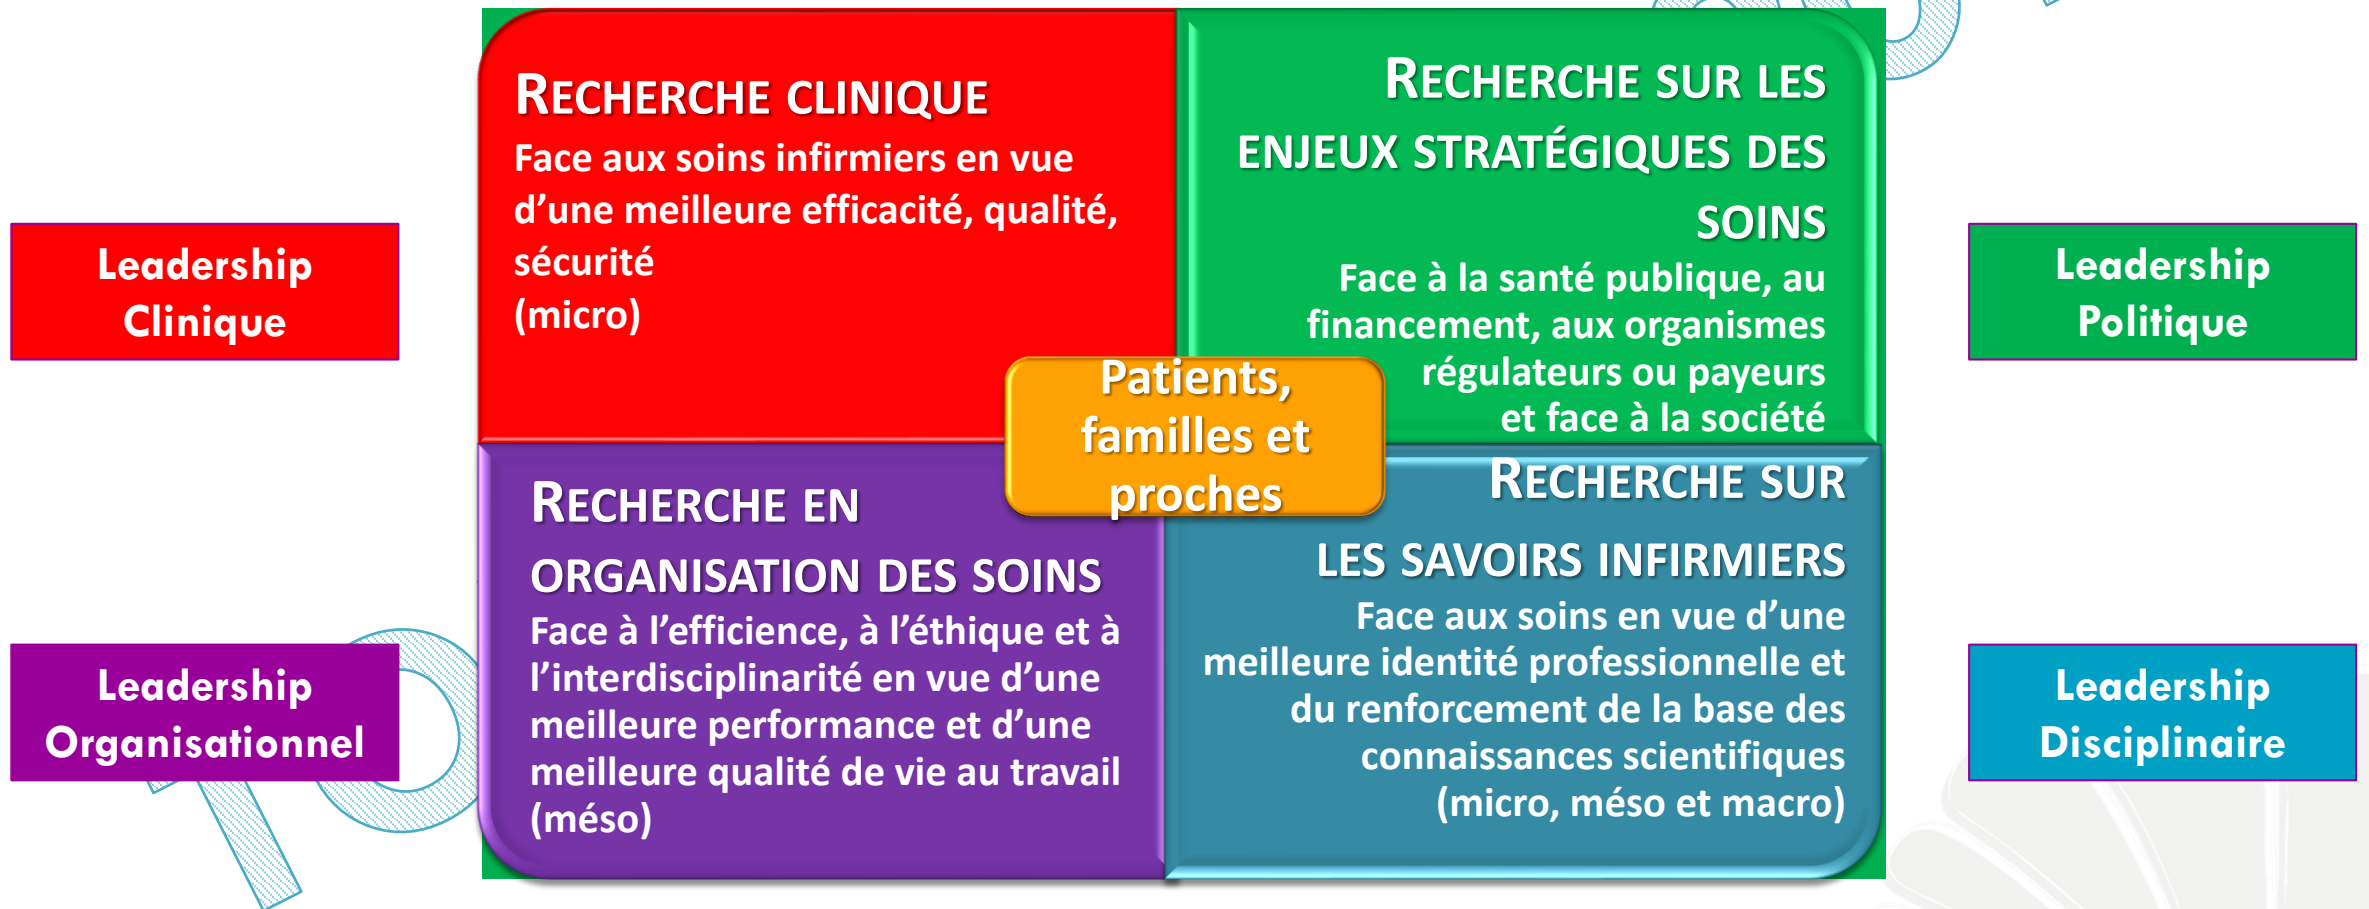 RECHERCHE CLINIQUE
Face aux soins infirmiers en vue
d’une meilleure efficacité, qualité,
sécurité
(micro)
RECHERCHE SUR LES
ENJEUX STRATÉGIQUES DES
SOINS
Face à la santé publique, au
financement, aux organismes
régulateurs ou payeurs
et face à la société
Leadership
Clinique
Leadership
Politique
Patients,
familles et
proches
RECHERCHE EN
ORGANISATION DES SOINS
Face à l’efficience, à l’éthique et à
l’interdisciplinarité en vue d’une
meilleure performance et d’une
meilleure qualité de vie au travail
(méso)
RECHERCHE SUR
LES SAVOIRS INFIRMIERS
Face aux soins en vue d’une
meilleure identité professionnelle et
du renforcement de la base des
connaissances scientifiques
(micro, méso et macro)
Leadership
Organisationnel
Leadership
Disciplinaire